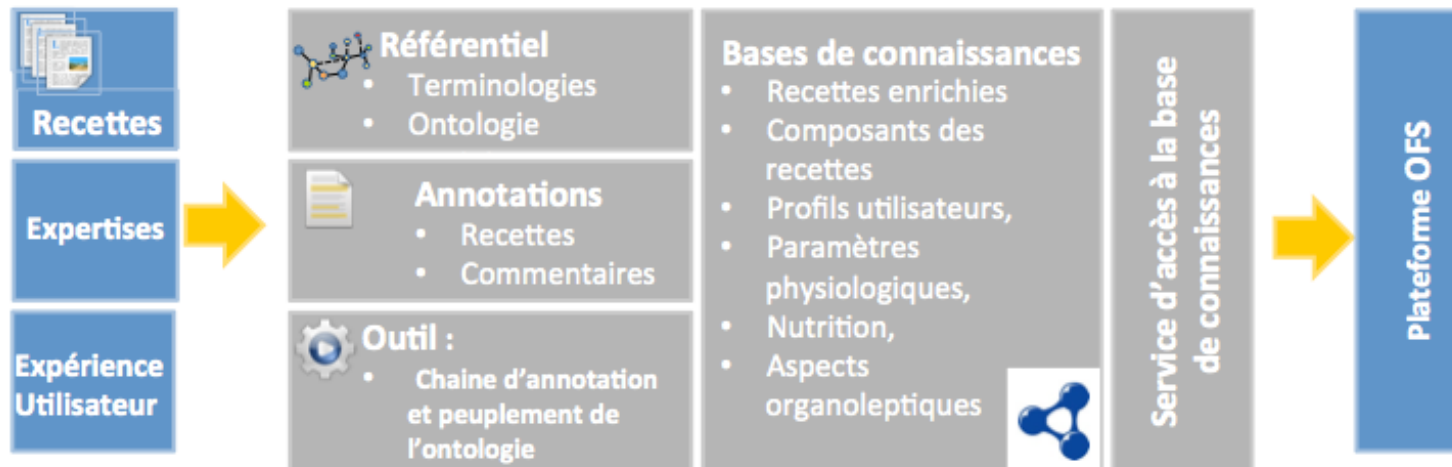 Recettes
Expertises
Expérience
Utilisateur
Référentiel
• Terminologies
• Ontologie
Annotations
• Recettes
• Commentaires
Outil :
• Chaine d'annotation
et peuplement de
l'ontologie
Bases de connaissances
• Recettes enrichies
• Composants des
recettes
• Profils utilisateurs,
• Paramètres
physiologiques,
• Nutrition,
• Aspects
organoleptiques
Service d'accès à la base
de connaissances
Plateforme OFS